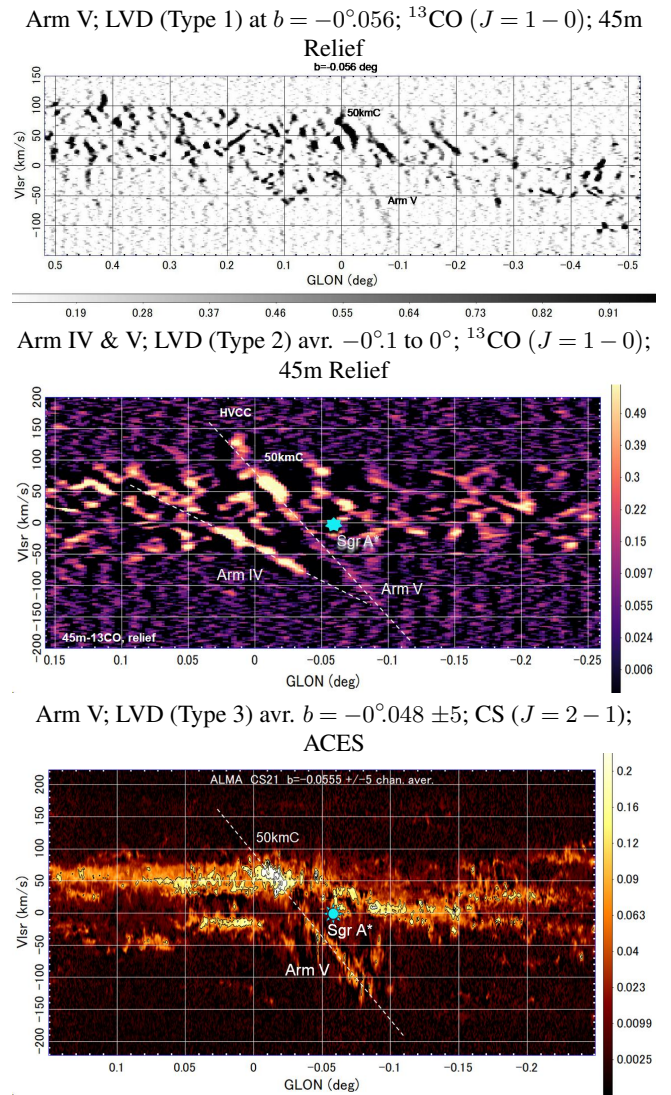 Arm V; LVD (Type 1) at b = −0°.056; ¹³CO (J = 1 − 0); 45m
Relief
b=-0.056 deg
150
100
50
0
−50
−100
Vlsr (km/s)
50kmC
Arm V
0.5 0.4 0.3 0.2 0.1 0 -0.1 -0.2 -0.3 -0.4 -0.5
GLON (deg)
0.19 0.28 0.37 0.46 0.55 0.64 0.73 0.82 0.91
Arm IV & V; LVD (Type 2) avr. −0°.1 to 0°; ¹³CO (J = 1 − 0);
45m Relief
200
150
100
50
0
−50
−100
−150
−200
Vlsr (km/s)
HVCC
50kmC
Sgr A*
Arm IV
Arm V
45m-13CO, relief
0.15 0.1 0.05 0 -0.05 -0.1 -0.15 -0.2 -0.25
GLON (deg)
0.49
0.4
0.3
0.2
0.15
0.097
0.055
0.024
0.006
Arm V; LVD (Type 3) avr. b = −0°.048 ±5; CS (J = 2 − 1);
ACES
ALMA CS21 b=-0.0555 +/-5 chan. aver.
200
150
100
50
0
−50
−100
−150
−200
Vlsr (km/s)
50kmC
Sgr A*
Arm V
0.1 0.05 0 -0.05 -0.1 -0.15 -0.2
GLON (deg)
0.2
0.16
0.12
0.09
0.063
0.04
0.022
0.0099
0.0025